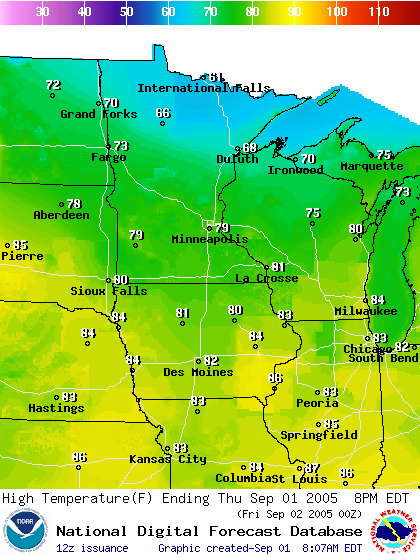 30 40 50 60 70 80 90 100 110
61
International Falls
72
70
Grand Forks
66
73
Fargo
68
Duluth
70
Ironwood
75
Marquette
73
78
Aberdeen
75
79
Minneapolis
79
80
85
Pierre
81
La Crosse
80
Sioux Falls
84
Milwaukee
84
81
80
83
84
84
83
Chicago
82
South Bend
84
82
Des Moines
86
83
Peoria
83
Hastings
83
85
Springfield
83
Kansas City
86
84
Columbia
87
St Louis
86
High Temperature(F) Ending Thu Sep 01 2005 8PM EDT
(Fri Sep 02 2005 00Z)
NOAA
National Digital Forecast Database
12z issuance Graphic created-Sep 01 8:07AM EDT